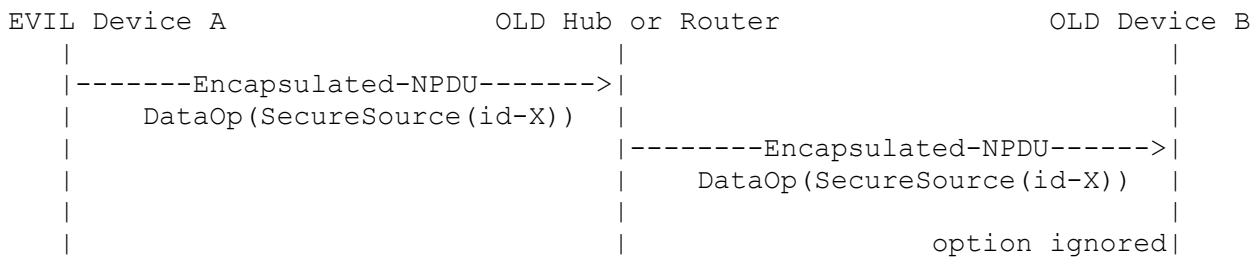 EVIL Device A                  OLD Hub or Router                  OLD Device B
   |                                   |                                   |
   |-------Encapsulated-NPDU------->|                                   |
   |     DataOp(SecureSource(id-X))  |                                   |
   |                                   |--------Encapsulated-NPDU------>|
   |                                   |     DataOp(SecureSource(id-X))  |
   |                                   |                                   |
   |                                   |                     option ignored|